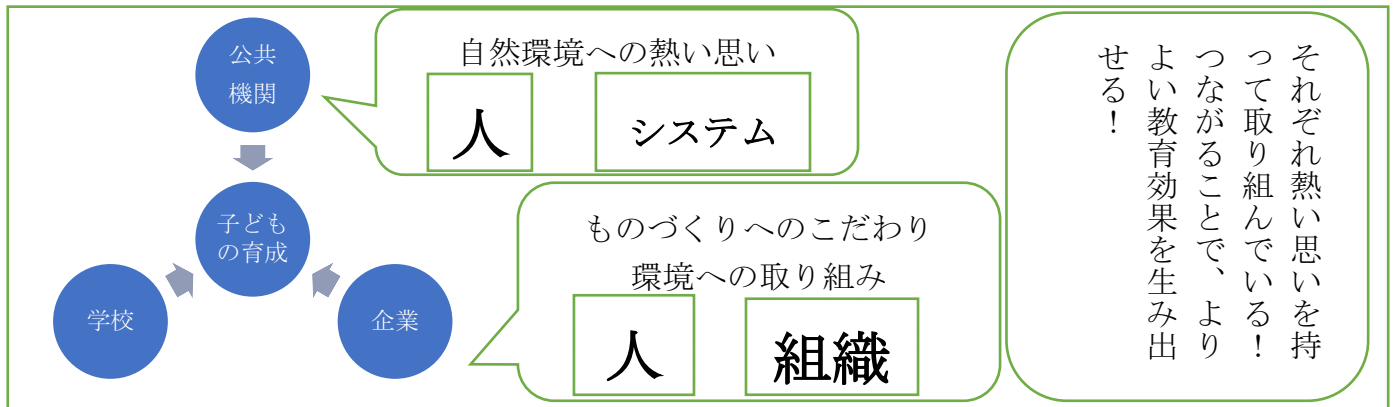 公共
機関
子ども
の育成
学校
企業
自然環境への熱い思い
人
システム
ものづくりへのこだわり
環境への取り組み
人
組織
それぞれ熱い思いを持
って取り組んでいる！
つながることで、より
よい教育効果を生み出
せる！